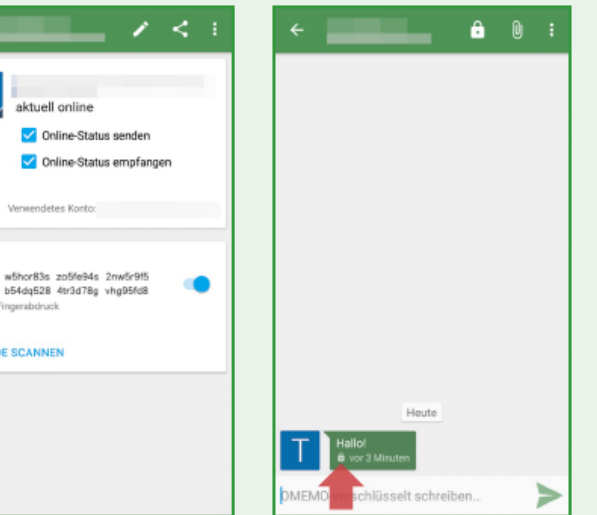 aktuell online
Online-Status senden
Online-Status empfangen
Verwendetes Konto:
w5hor83s zo5fe94s 2nw5r9f5
b54dq528 4tr3d78g vhg95fd8
fingerabdruck
DE SCANNEN
Heute
T
Hallo!
vor 3 Minuten
OMEMO verschlüsselt schreiben...